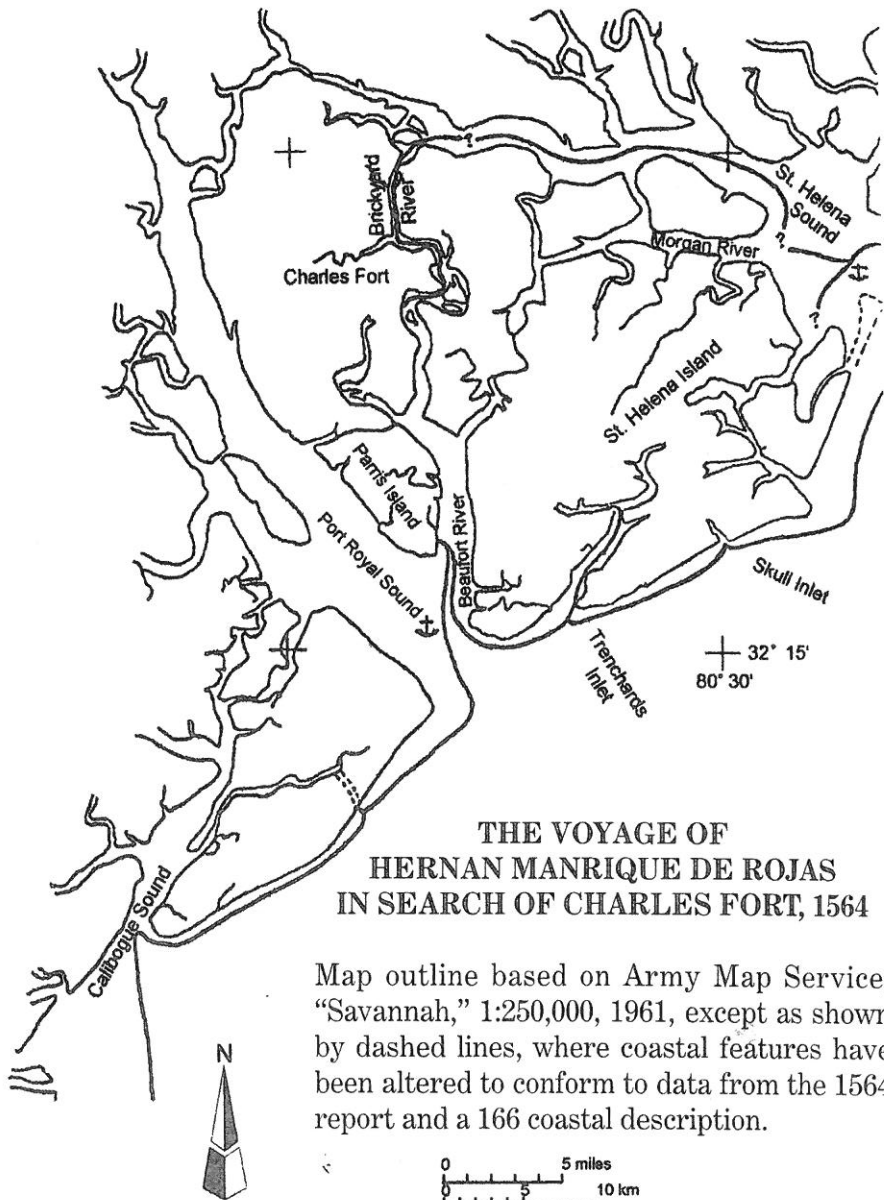 St. Helena
Sound
?
Brickyard
River
Morgan River
?
Charles Fort
?
St. Helena Island
Parris Island
Port Royal Sound
Beaufort River
Skull Inlet
Trenchards
Inlet
32° 15'
80° 30'
Calibogue Sound
THE VOYAGE OF
HERNAN MANRIQUE DE ROJAS
IN SEARCH OF CHARLES FORT, 1564
Map outline based on Army Map Service
“Savannah,” 1:250,000, 1961, except as shown
by dashed lines, where coastal features have
been altered to conform to data from the 1564
report and a 166 coastal description.
N
0 5 miles
0 5 10 km